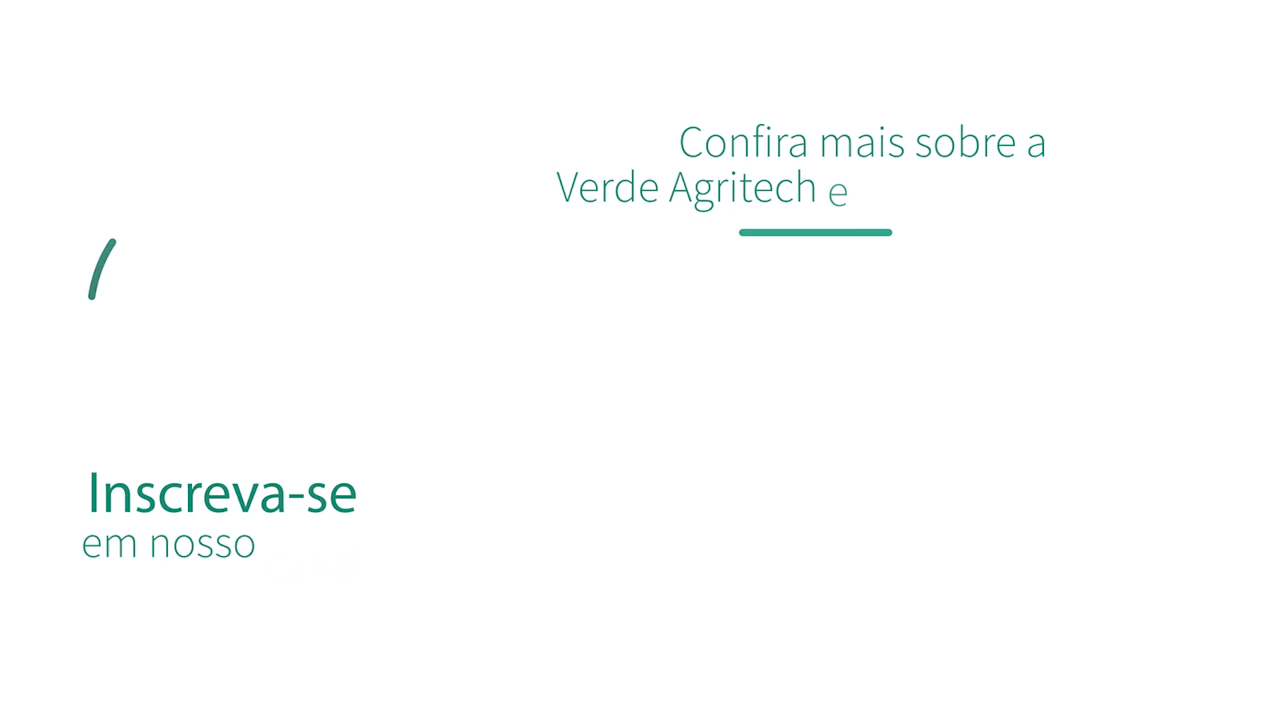 Confira mais sobre a
Verde Agritech e
Inscreva-se
em nosso